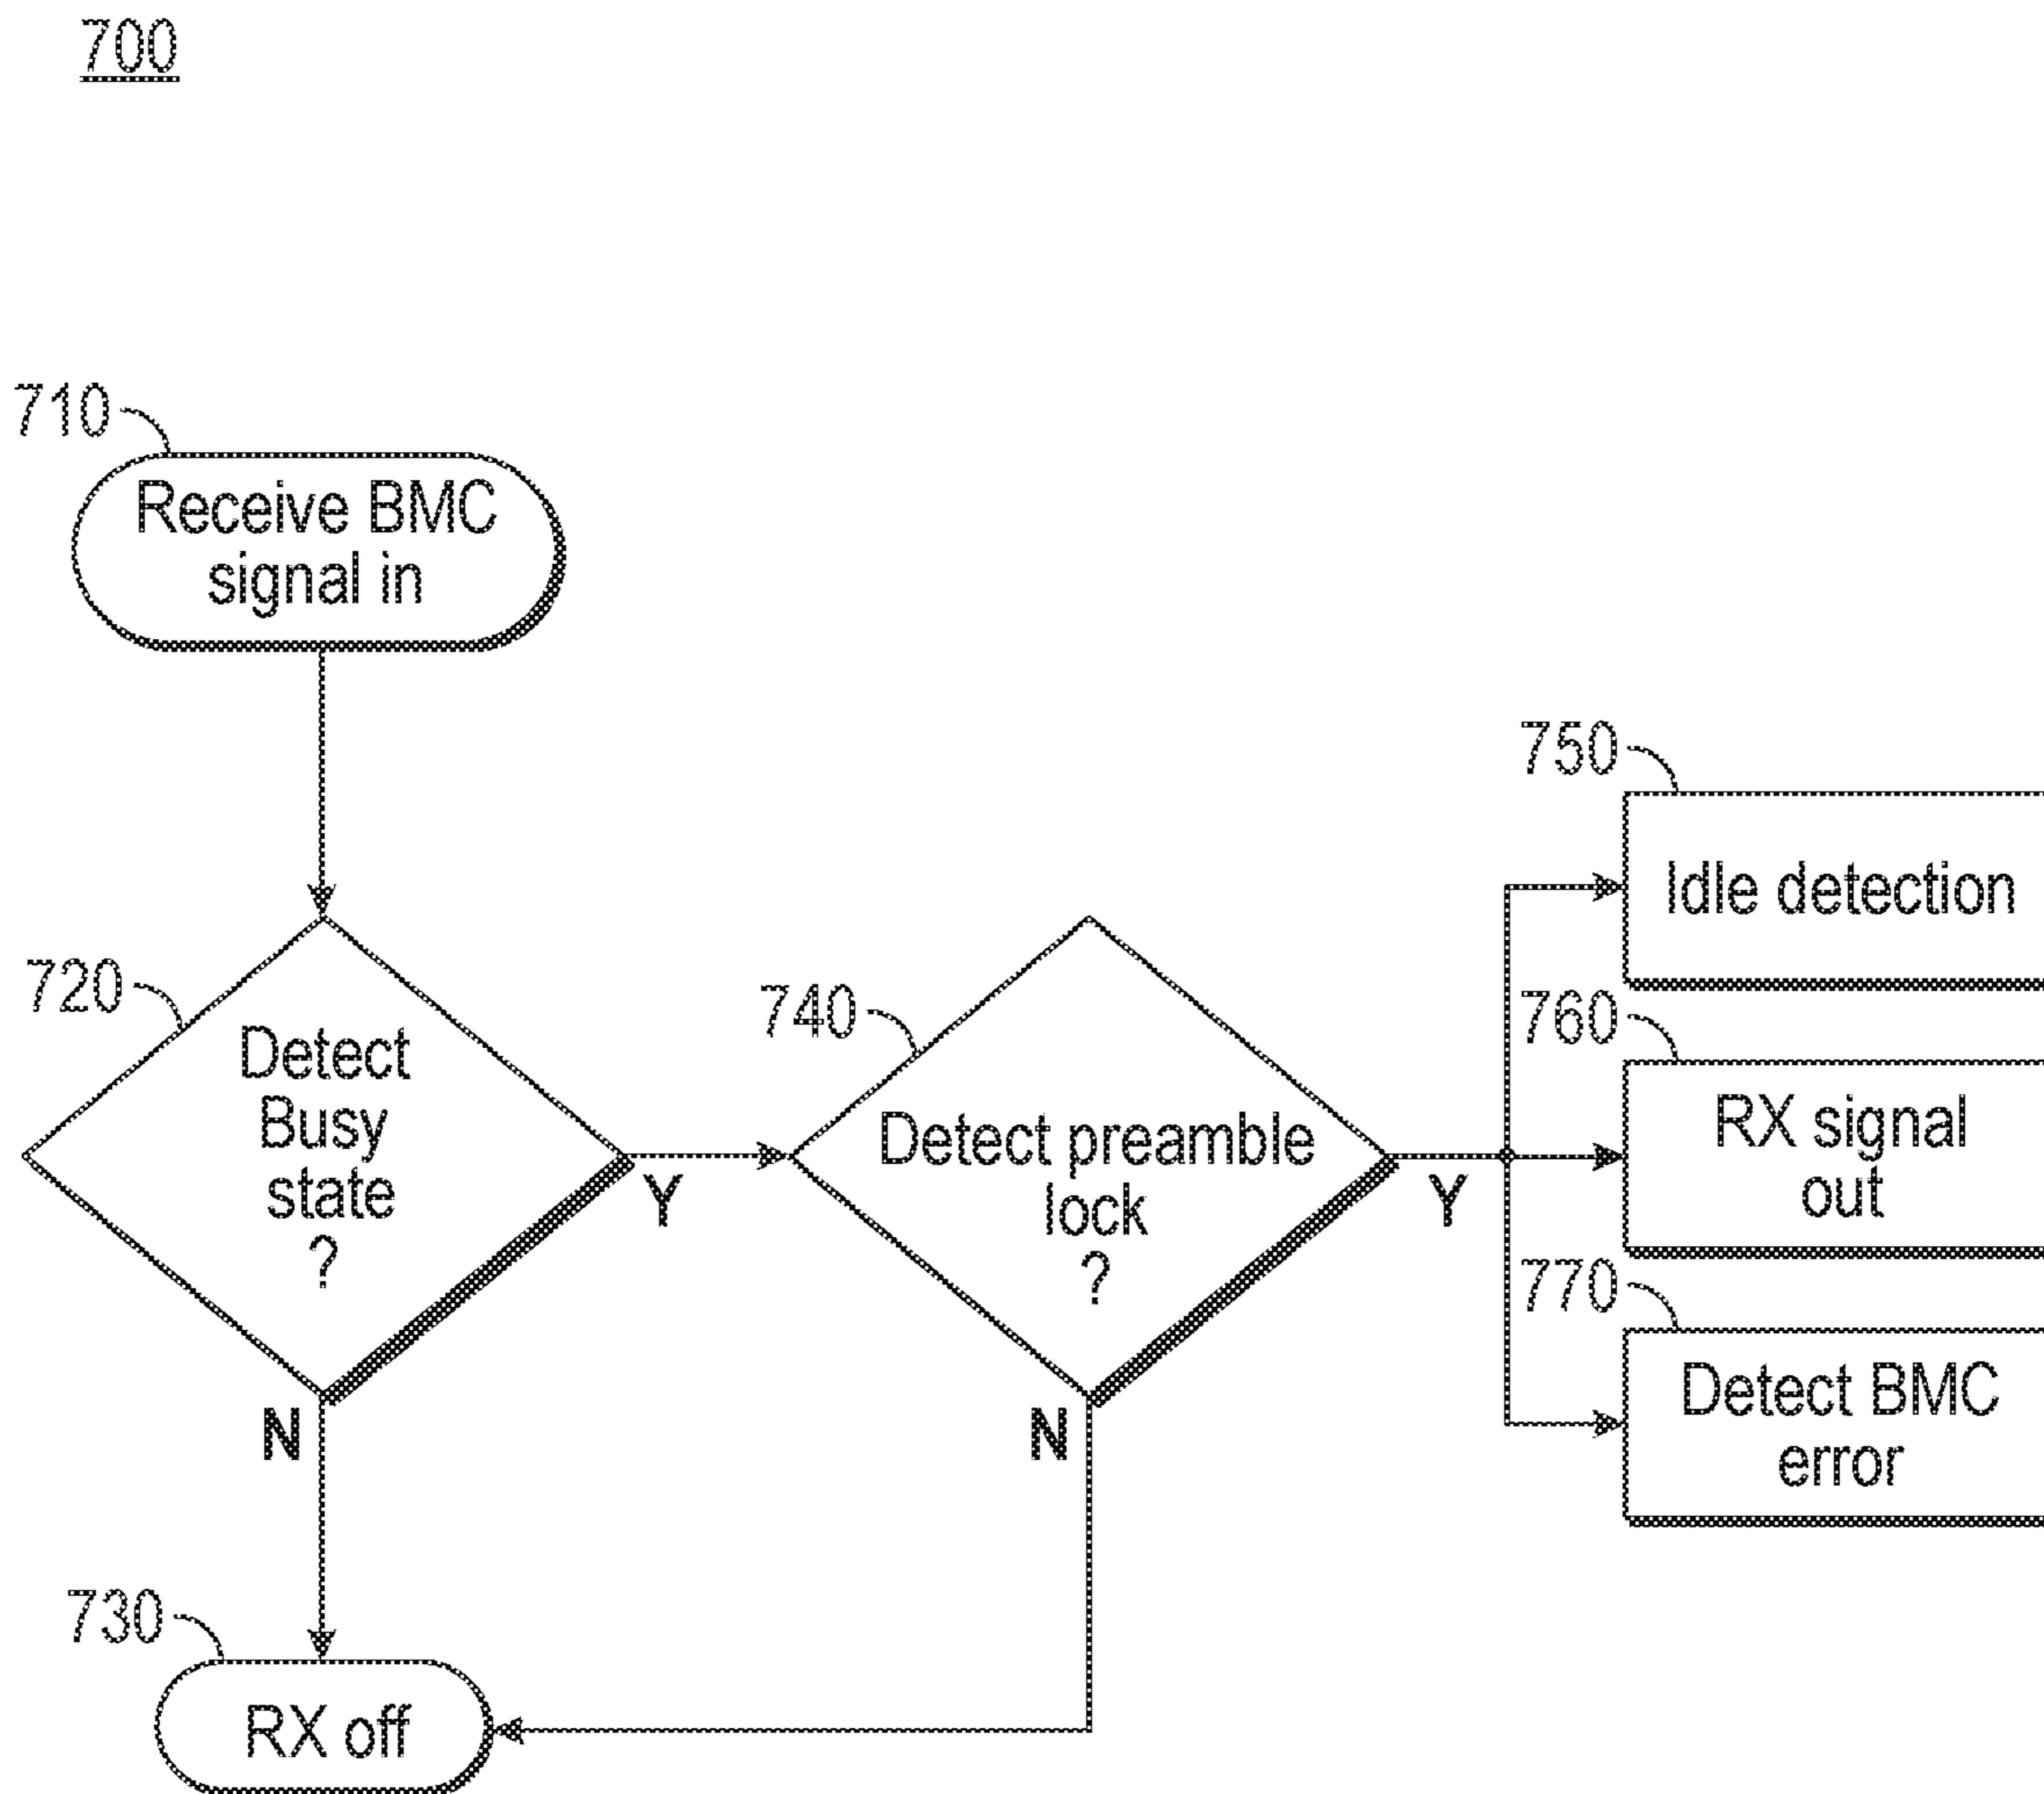 700
710
Receive BMC
signal in
720
Detect
Busy
state
?
Y
N
730
RX off
740
Detect preamble
lock
?
Y
N
750
Idle detection
760
RX signal
out
770
Detect BMC
error